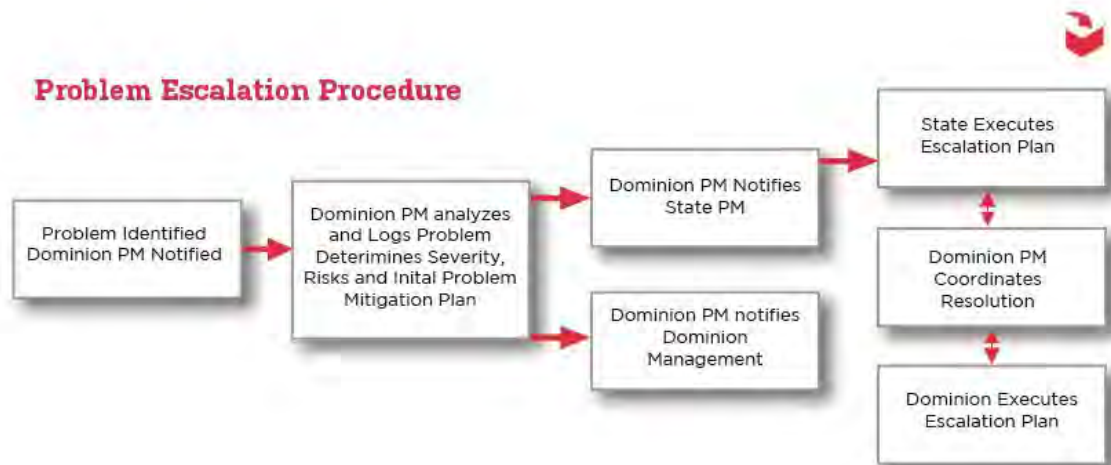 Problem Escalation Procedure
Problem Identified
Dominion PM Notified
Dominion PM analyzes
and Logs Problem
Deterimines Severity,
Risks and Inital Problem
Mitigation Plan
Dominion PM Notifies
State PM
Dominion PM notifies
Dominion
Management
State Executes
Escalation Plan
Dominion PM
Coordinates
Resolution
Dominion Executes
Escalation Plan